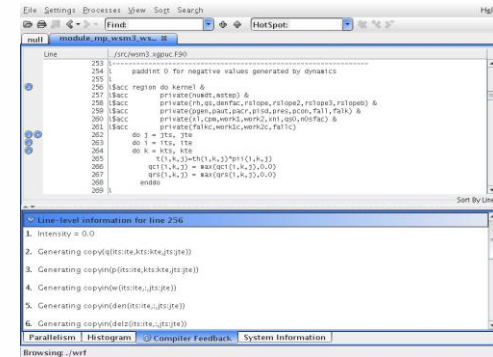 File Settings Processes View Sort Search Hel
Find: HotSpot:
null module_mp_wsm3_ws...
Line ./src/wsm3.xgpuc.F90
253 !----------------------------------------------------------------
254 ! paddint 0 for negative values generated by dynamics
255 !
256 !$acc region do kernel &
257 !$acc private(numdt,mstep) &
258 !$acc private(rh,qs,denfac,rslope,rslope2,rslope3,rslopeb) &
259 !$acc private(pgen,paut,pacr,pisd,pres,pcon,fall,falk) &
260 !$acc private(xl,cpm,work1,work2,xni,qs0,n0sfac) &
261 !$acc private(falkc,work1c,work2c,fallc)
262 do j = jts, jte
263 do i = its, ite
264 do k = kts, kte
265 t(i,k,j)=th(i,k,j)*pii(i,k,j)
266 qci(i,k,j) = max(qci(i,k,j),0.0)
267 qrs(i,k,j) = max(qrs(i,k,j),0.0)
268 enddo
269 !
Sort By Line
Line-level information for line 256
1. Intensity = 0.0
2. Generating copy(q(its:ite,kts:kte,jts:jte))
3. Generating copyin(p(its:ite,kts:kte,jts:jte))
4. Generating copyin(w(its:ite,:,jts:jte))
5. Generating copyin(den(its:ite,:,jts:jte))
6. Generating copyin(delz(its:ite,:,jts:jte))
Parallelism Histogram Compiler Feedback System Information
Browsing: ./wrf